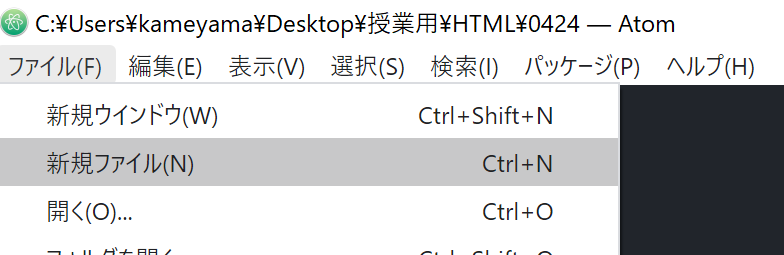 C:¥Users¥kameyama¥Desktop¥授業用¥HTML¥0424 — Atom
ファイル(F) 編集(E) 表示(V) 選択(S) 検索(I) パッケージ(P) ヘルプ(H)
新規ウインドウ(W) Ctrl+Shift+N
新規ファイル(N) Ctrl+N
開く(O)... Ctrl+O